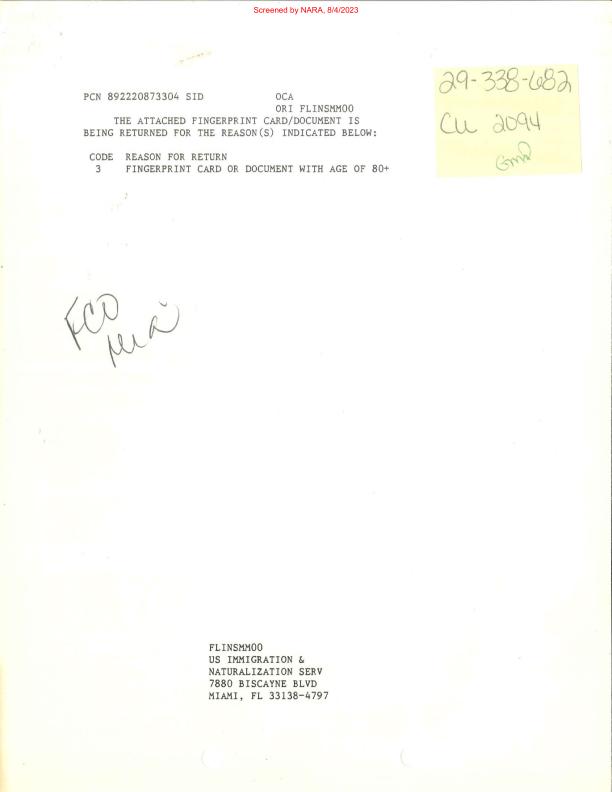 Screened by NARA, 8/4/2023
29-338-682
PCN 892220873304 SID OCA
ORI FLINSMM00
THE ATTACHED FINGERPRINT CARD/DOCUMENT IS
BEING RETURNED FOR THE REASON(S) INDICATED BELOW:
Cu 2094
CODE REASON FOR RETURN
3 FINGERPRINT CARD OR DOCUMENT WITH AGE OF 80+
FCO
FLINSMM00
US IMMIGRATION &
NATURALIZATION SERV
7880 BISCAYNE BLVD
MIAMI, FL 33138-4797